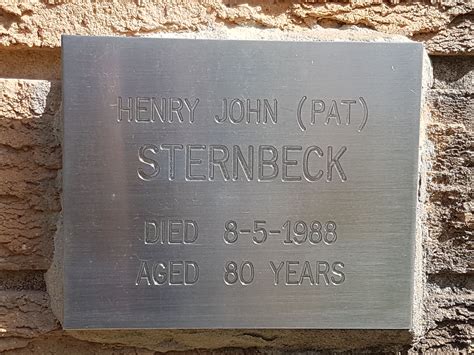 HENRY JOHN (PAT)
STERNBECK
DIED 8-5-1988
AGED 80 YEARS